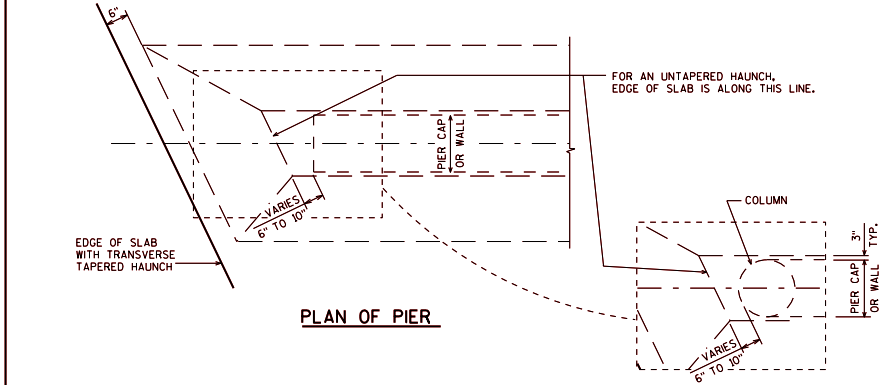 6"
FOR AN UNTAPERED HAUNCH,
EDGE OF SLAB IS ALONG THIS LINE.
PIER CAP
OR WALL
VARIES
6" TO 10"
COLUMN
3"
TYP.
EDGE OF SLAB
WITH TRANSVERSE
TAPERED HAUNCH
PIER CAP
OR WALL
PLAN OF PIER
VARIES
6" TO 10"